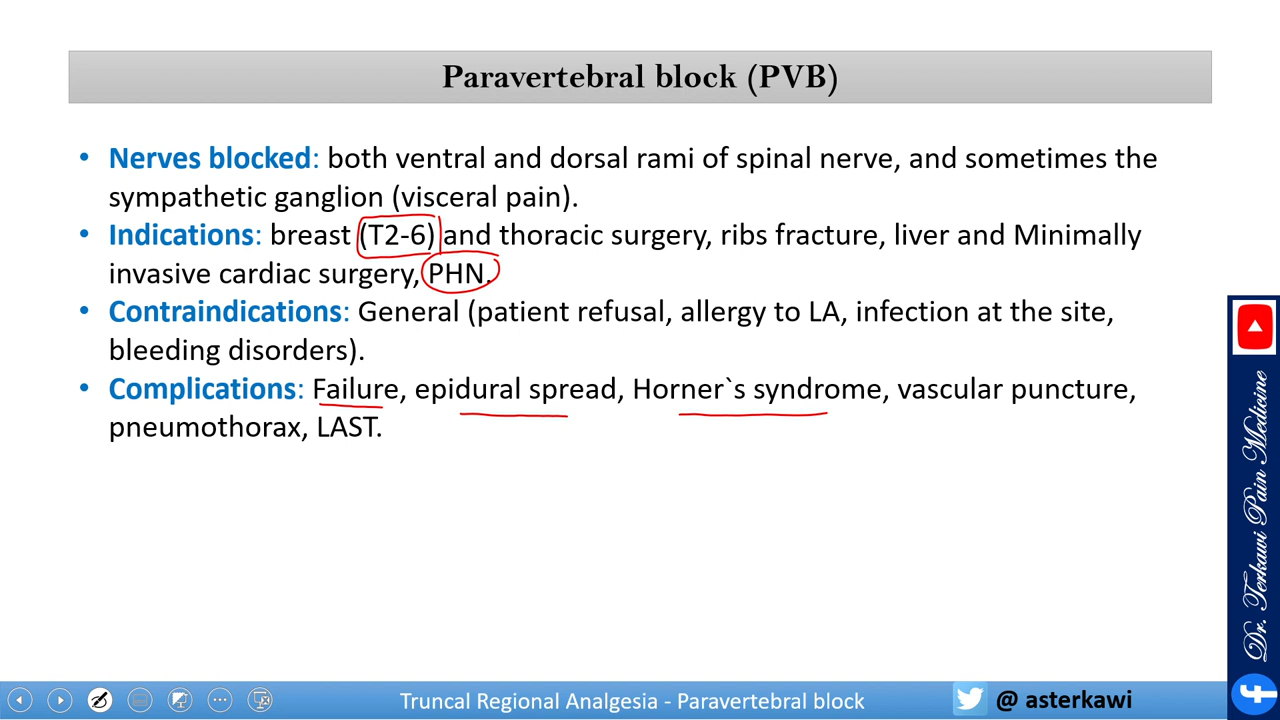 Paravertebral block (PVB)
• Nerves blocked: both ventral and dorsal rami of spinal nerve, and sometimes the
sympathetic ganglion (visceral pain).
• Indications: breast (T2-6) and thoracic surgery, ribs fracture, liver and Minimally
invasive cardiac surgery, PHN.
• Contraindications: General (patient refusal, allergy to LA, infection at the site,
bleeding disorders).
• Complications: Failure, epidural spread, Horner`s syndrome, vascular puncture,
pneumothorax, LAST.
Dr. Terkawi Pain Medicine
Truncal Regional Analgesia - Paravertebral block
@ asterkawi